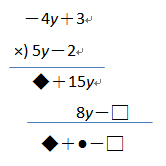 －4y＋3↵
×) 5y－2↵
◆＋15y↵
8y－□
◆＋●－□